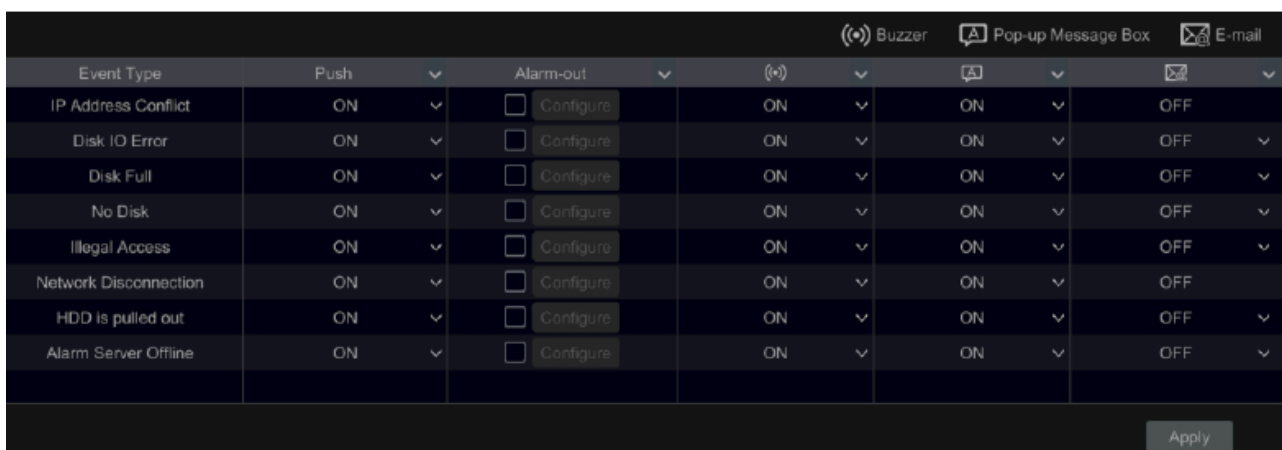 Buzzer Pop-up Message Box E-mail
Event Type Push Alarm-out
IP Address Conflict ON Configure ON ON OFF
Disk IO Error ON Configure ON ON OFF
Disk Full ON Configure ON ON OFF
No Disk ON Configure ON ON OFF
Illegal Access ON Configure ON ON OFF
Network Disconnection ON Configure ON ON OFF
HDD is pulled out ON Configure ON ON OFF
Alarm Server Offline ON Configure ON ON OFF
Apply